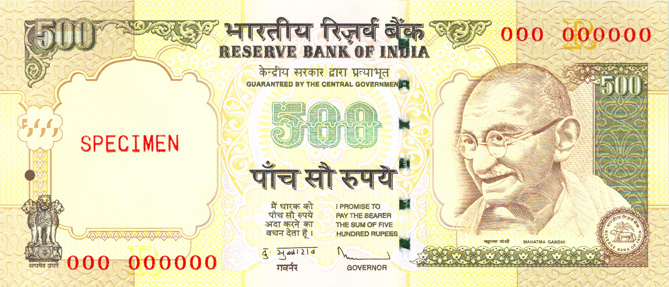 500
भारतीय रिज़र्व बैंक
RESERVE BANK OF INDIA
000 000000
केन्द्रीय सरकार द्वारा प्रत्याभूत
GUARANTEED BY THE CENTRAL GOVERNMENT
500
500
SPECIMEN
पाँच सौ रुपये
मैं धारक को
पाँच सौ रुपये
अदा करने का
वचन देता हूँ ।
I PROMISE TO
PAY THE BEARER
THE SUM OF FIVE
HUNDRED RUPEES
गवर्नर
GOVERNOR
महात्मा गांधी
MAHATMA GANDHI
सत्यमेव जयते
000 000000